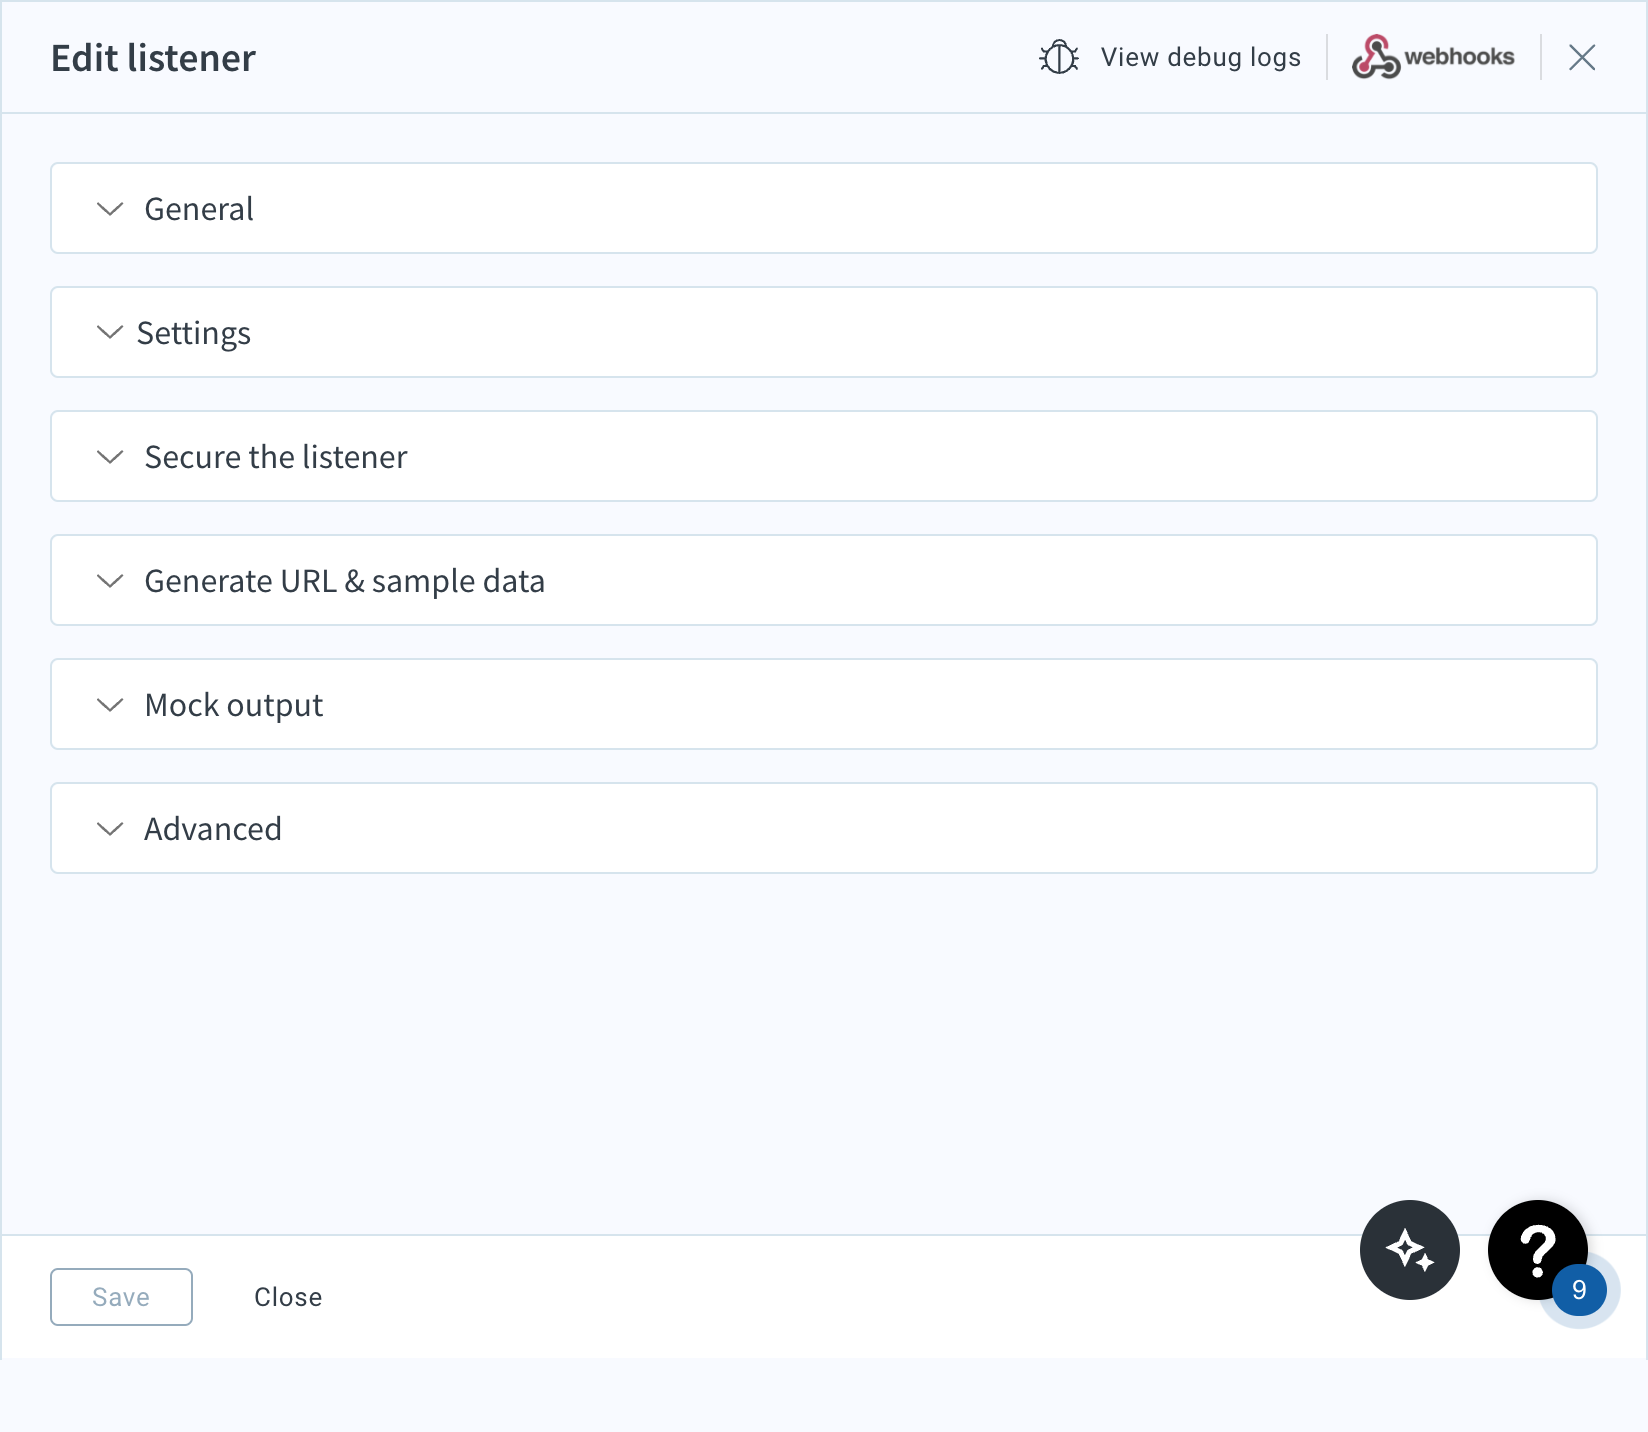 Edit listener
View debug logs
webhooks
General
Settings
Secure the listener
Generate URL & sample data
Mock output
Advanced
Save
Close
?
9